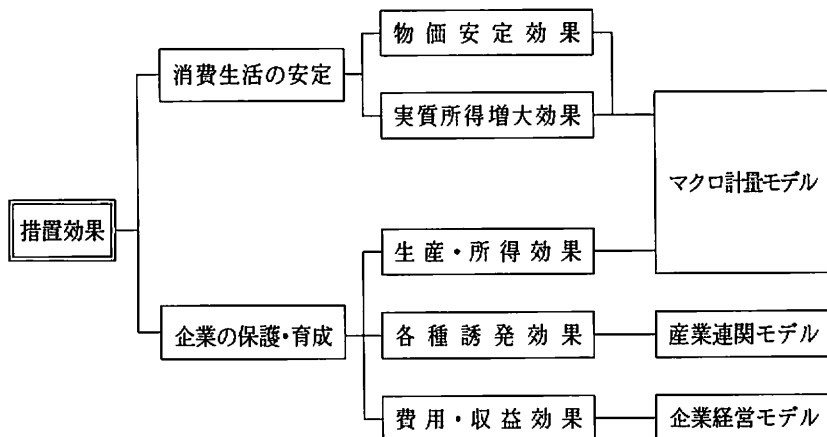 物価安定効果
消費生活の安定
実質所得増大効果
マクロ計量モデル
措置効果
生産・所得効果
企業の保護・育成
各種誘発効果
産業連関モデル
費用・収益効果
企業経営モデル